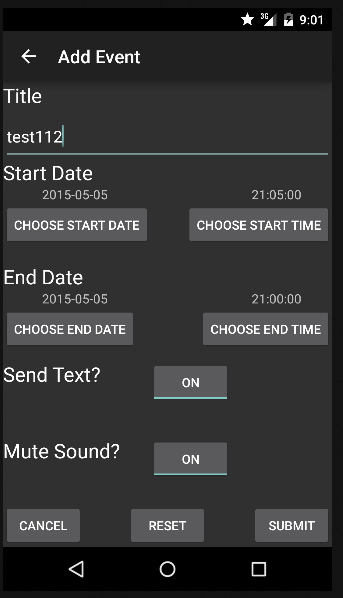 3G 9:01
Add Event
Title
test112
Start Date
2015-05-05 21:05:00
CHOOSE START DATE CHOOSE START TIME
End Date
2015-05-05 21:00:00
CHOOSE END DATE CHOOSE END TIME
Send Text? ON
Mute Sound? ON
CANCEL RESET SUBMIT